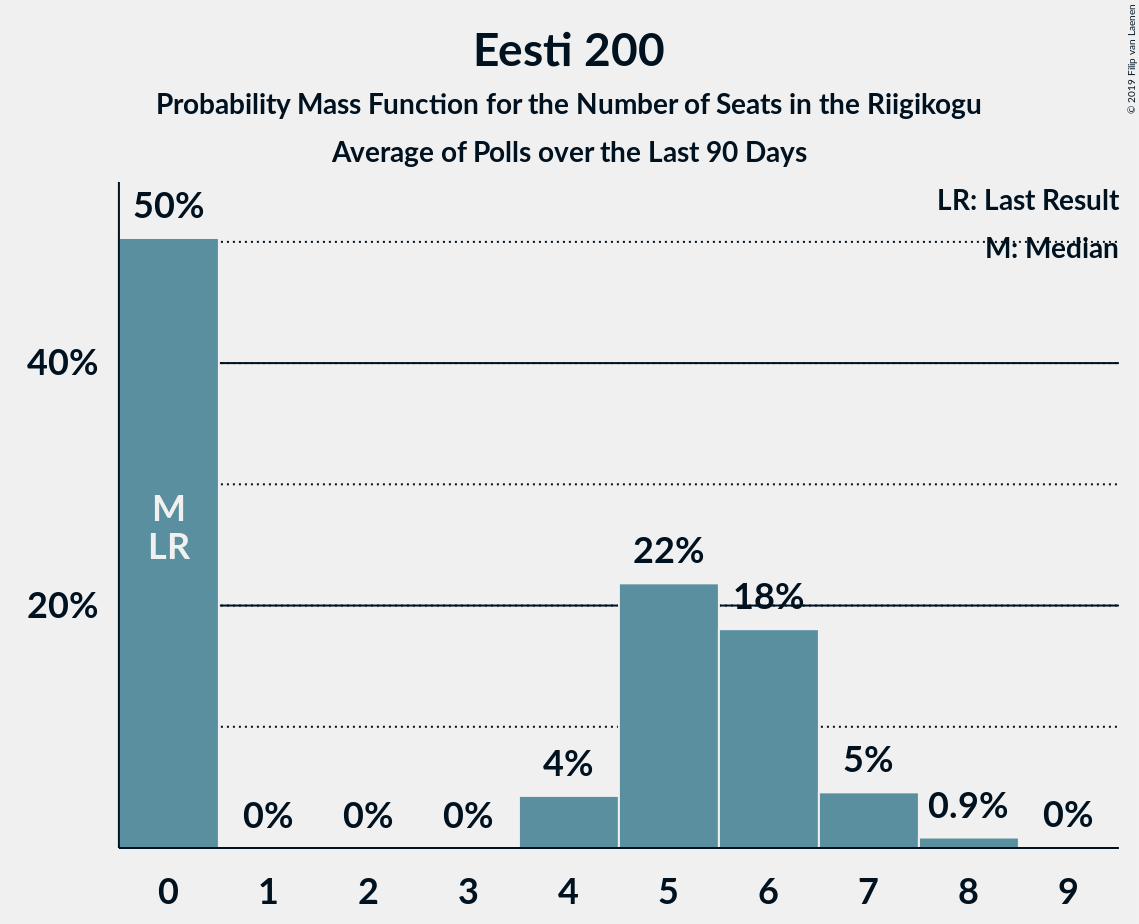 Eesti 200
Probability Mass Function for the Number of Seats in the Riigikogu
Average of Polls over the Last 90 Days
© 2019 Filip van Laenen
LR: Last Result
M: Median
50%
40%
20%
M
LR
0%
0%
0%
4%
22%
18%
5%
0.9%
0%
0
1
2
3
4
5
6
7
8
9